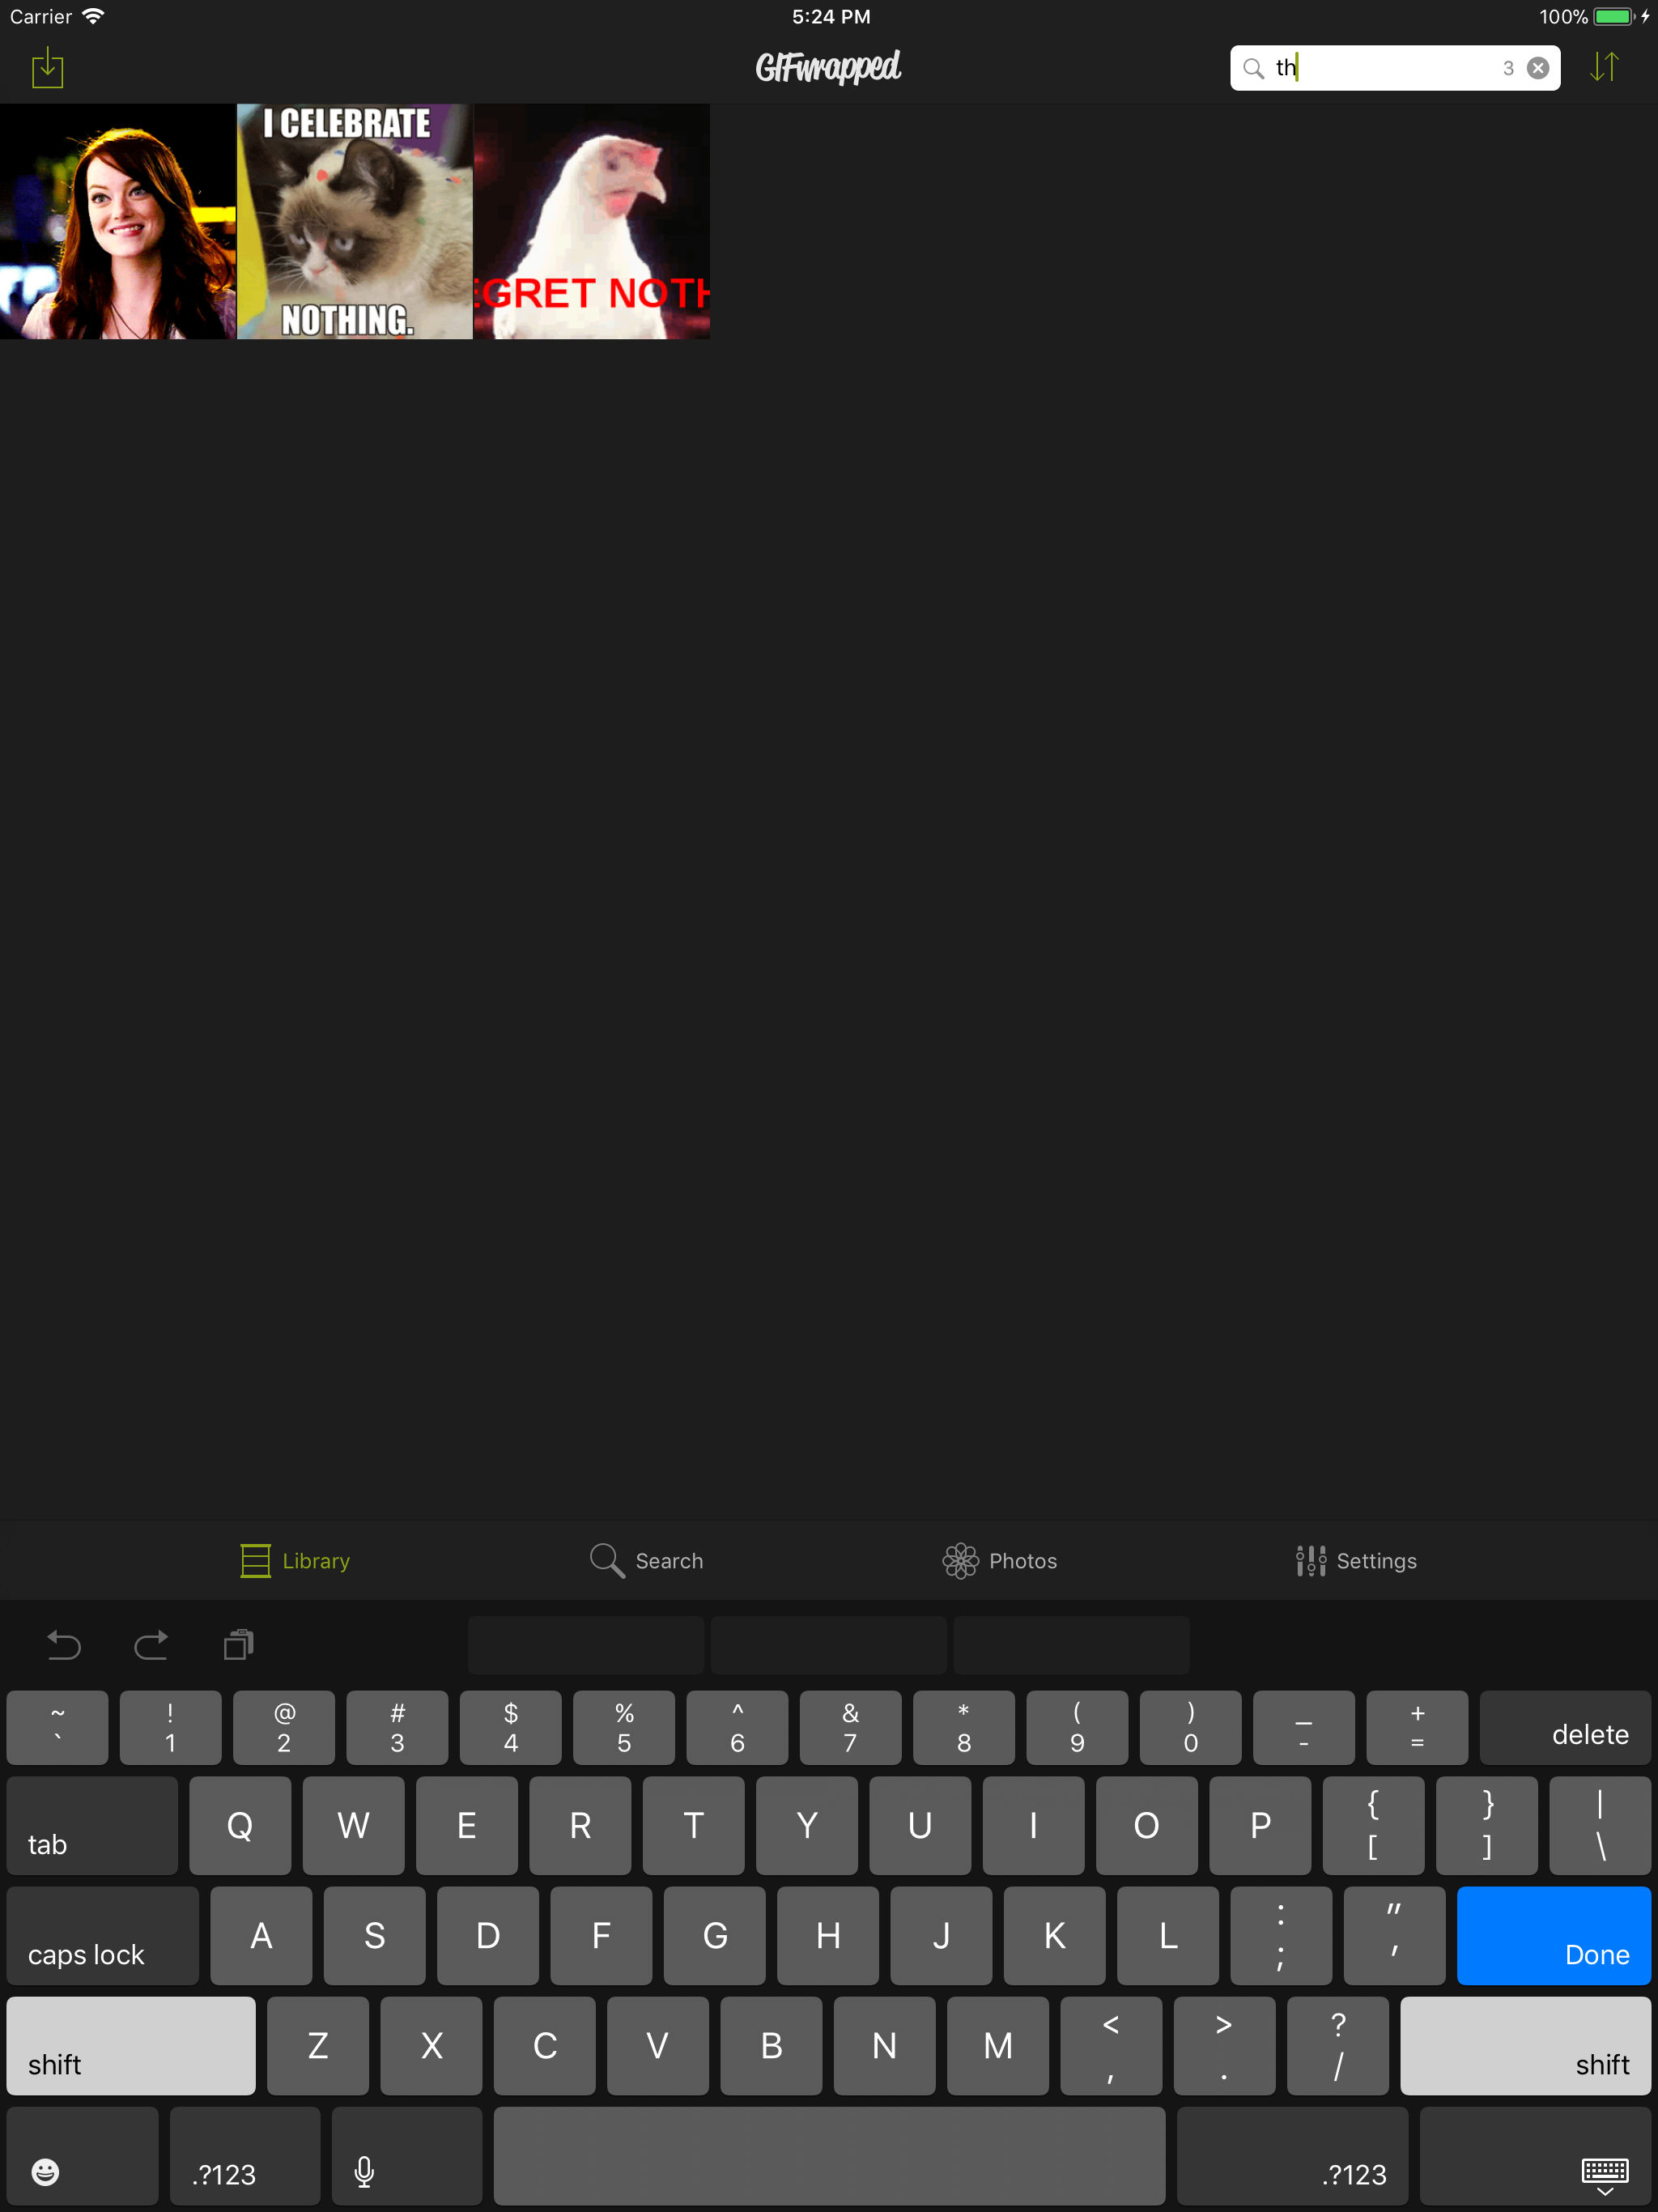 Carrier 5:24 PM 100%
GIFwrapped
th 3
I CELEBRATE
NOTHING.
EGRET NOTH
Library Search Photos Settings
~ ! @ # $ % ^ & * ( ) _ +
` 1 2 3 4 5 6 7 8 9 0 - = delete
tab Q W E R T Y U I O P { [ } ] | \
caps lock A S D F G H J K L : ; " ' Done
shift Z X C V B N M < , > . ? / shift
.?123 .?123